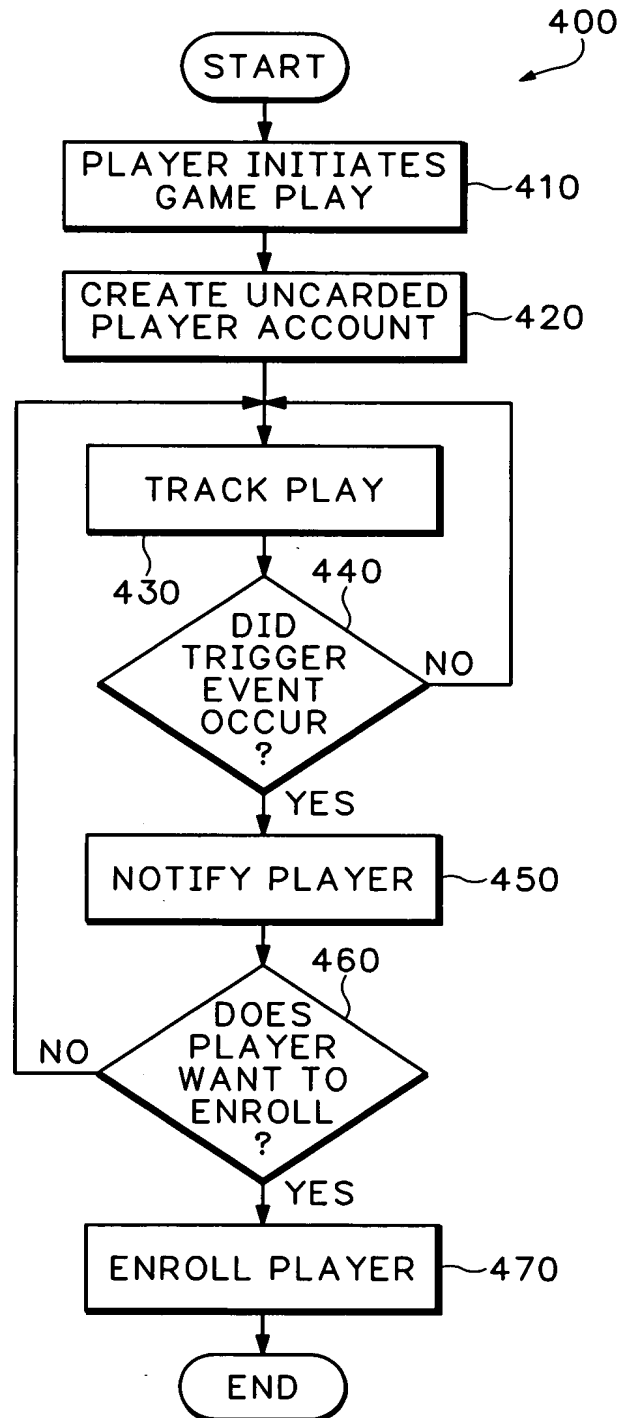 400
START
PLAYER INITIATES
GAME PLAY
410
CREATE UNCARDED
PLAYER ACCOUNT
420
TRACK PLAY
430
440
DID
TRIGGER
EVENT
OCCUR
?
NO
YES
NOTIFY PLAYER
450
460
DOES
PLAYER
WANT TO
ENROLL
?
NO
YES
ENROLL PLAYER
470
END